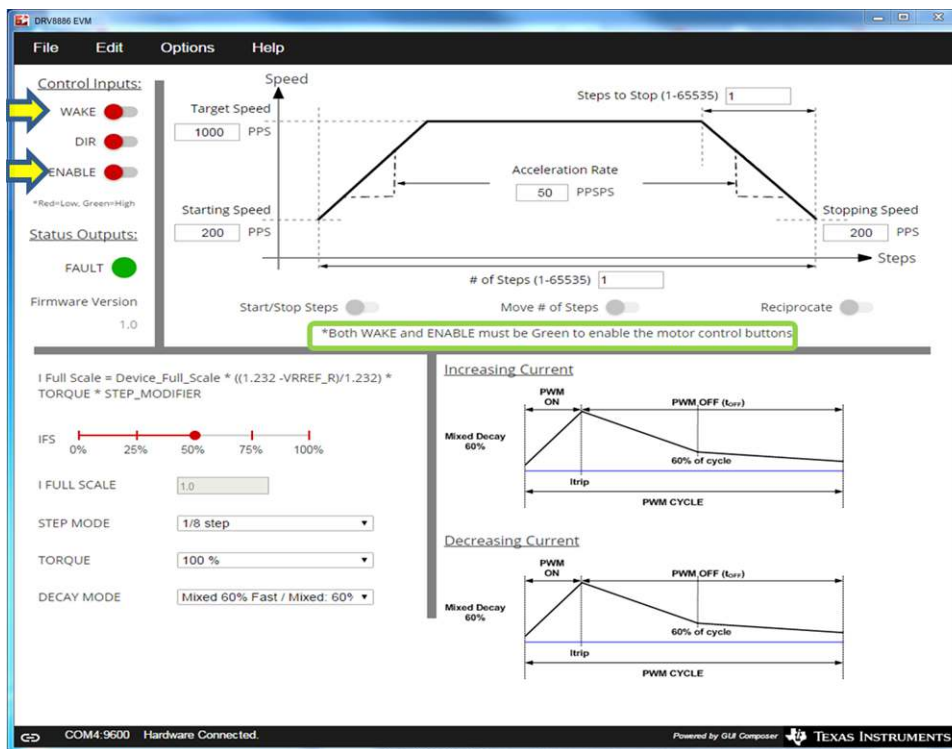 DRV8886 EVM
File Edit Options Help
Control Inputs:
WAKE
DIR
ENABLE
*Red=Low, Green=High
Status Outputs:
FAULT
Firmware Version
1.0
Speed
Target Speed
1000 PPS
Steps to Stop (1-65535) 1
Acceleration Rate
50 PPSPS
Starting Speed
200 PPS
Stopping Speed
200 PPS
Steps
# of Steps (1-65535) 1
Start/Stop Steps Move # of Steps Reciprocate
*Both WAKE and ENABLE must be Green to enable the motor control buttons
I Full Scale = Device_Full_Scale * ((1.232 -VRREF_R)/1.232) *
TORQUE * STEP_MODIFIER
IFS
0% 25% 50% 75% 100%
I FULL SCALE 1.0
STEP MODE 1/8 step
TORQUE 100 %
DECAY MODE Mixed 60% Fast / Mixed: 60%
Increasing Current
PWM
ON
PWM OFF (tOFF)
Mixed Decay
60%
60% of cycle
Itrip
PWM CYCLE
Decreasing Current
PWM
ON
PWM OFF (tOFF)
Mixed Decay
60%
60% of cycle
Itrip
PWM CYCLE
COM4:9600 Hardware Connected.
Powered by GUI Composer TEXAS INSTRUMENTS